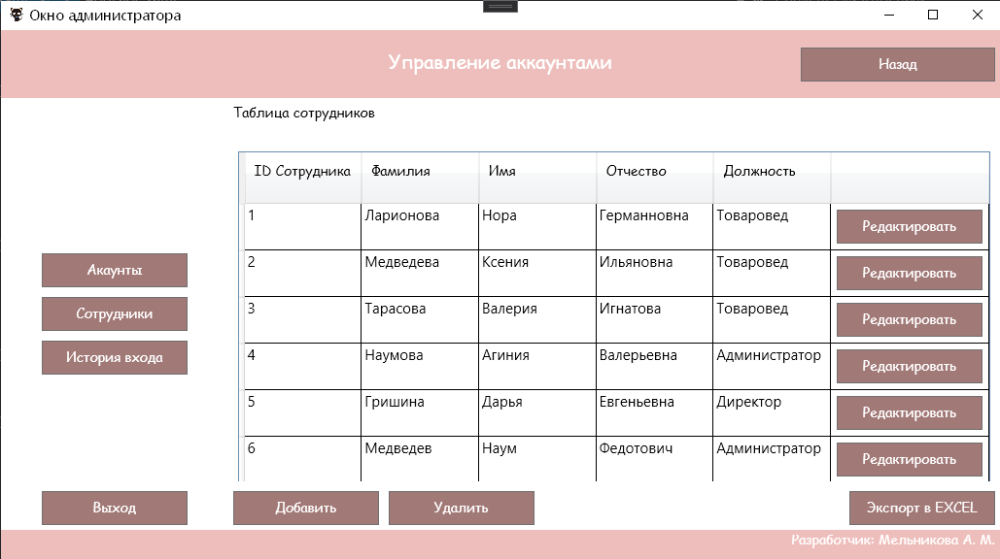 Окно администратора
Управление аккаунтами
Назад
Таблица сотрудников
ID Сотрудника Фамилия Имя Отчество Должность
1 Ларионова Нора Германновна Товаровед Редактировать
2 Медведева Ксения Ильяновна Товаровед Редактировать
3 Тарасова Валерия Игнатова Товаровед Редактировать
4 Наумова Агиния Валерьевна Администратор Редактировать
5 Гришина Дарья Евгеньевна Директор Редактировать
6 Медведев Наум Федотович Администратор Редактировать
Акаунты
Сотрудники
История входа
Выход
Добавить
Удалить
Экспорт в EXCEL
Разработчик: Мельникова А. М.